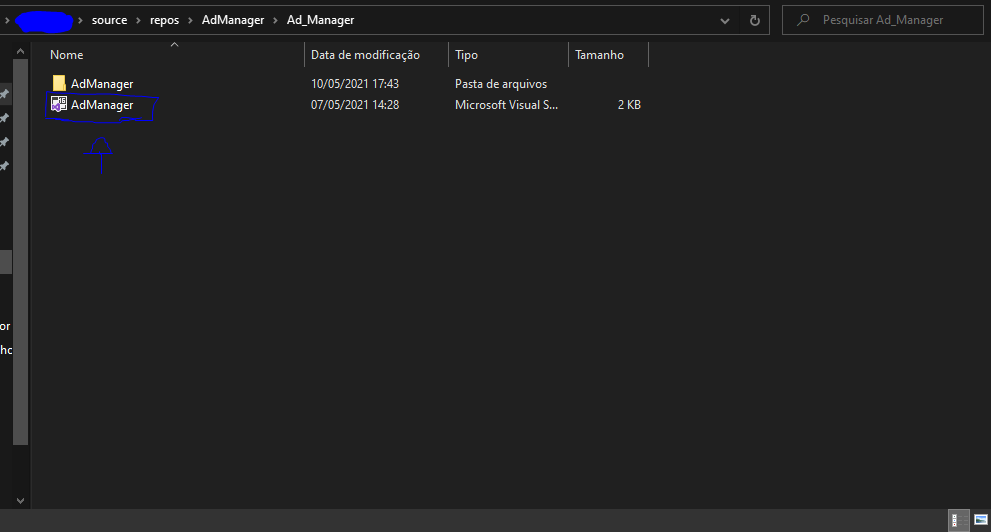 source > repos > AdManager > Ad_Manager
Pesquisar Ad_Manager
Nome Data de modificação Tipo Tamanho
AdManager 10/05/2021 17:43 Pasta de arquivos
AdManager 07/05/2021 14:28 Microsoft Visual S... 2 KB
or